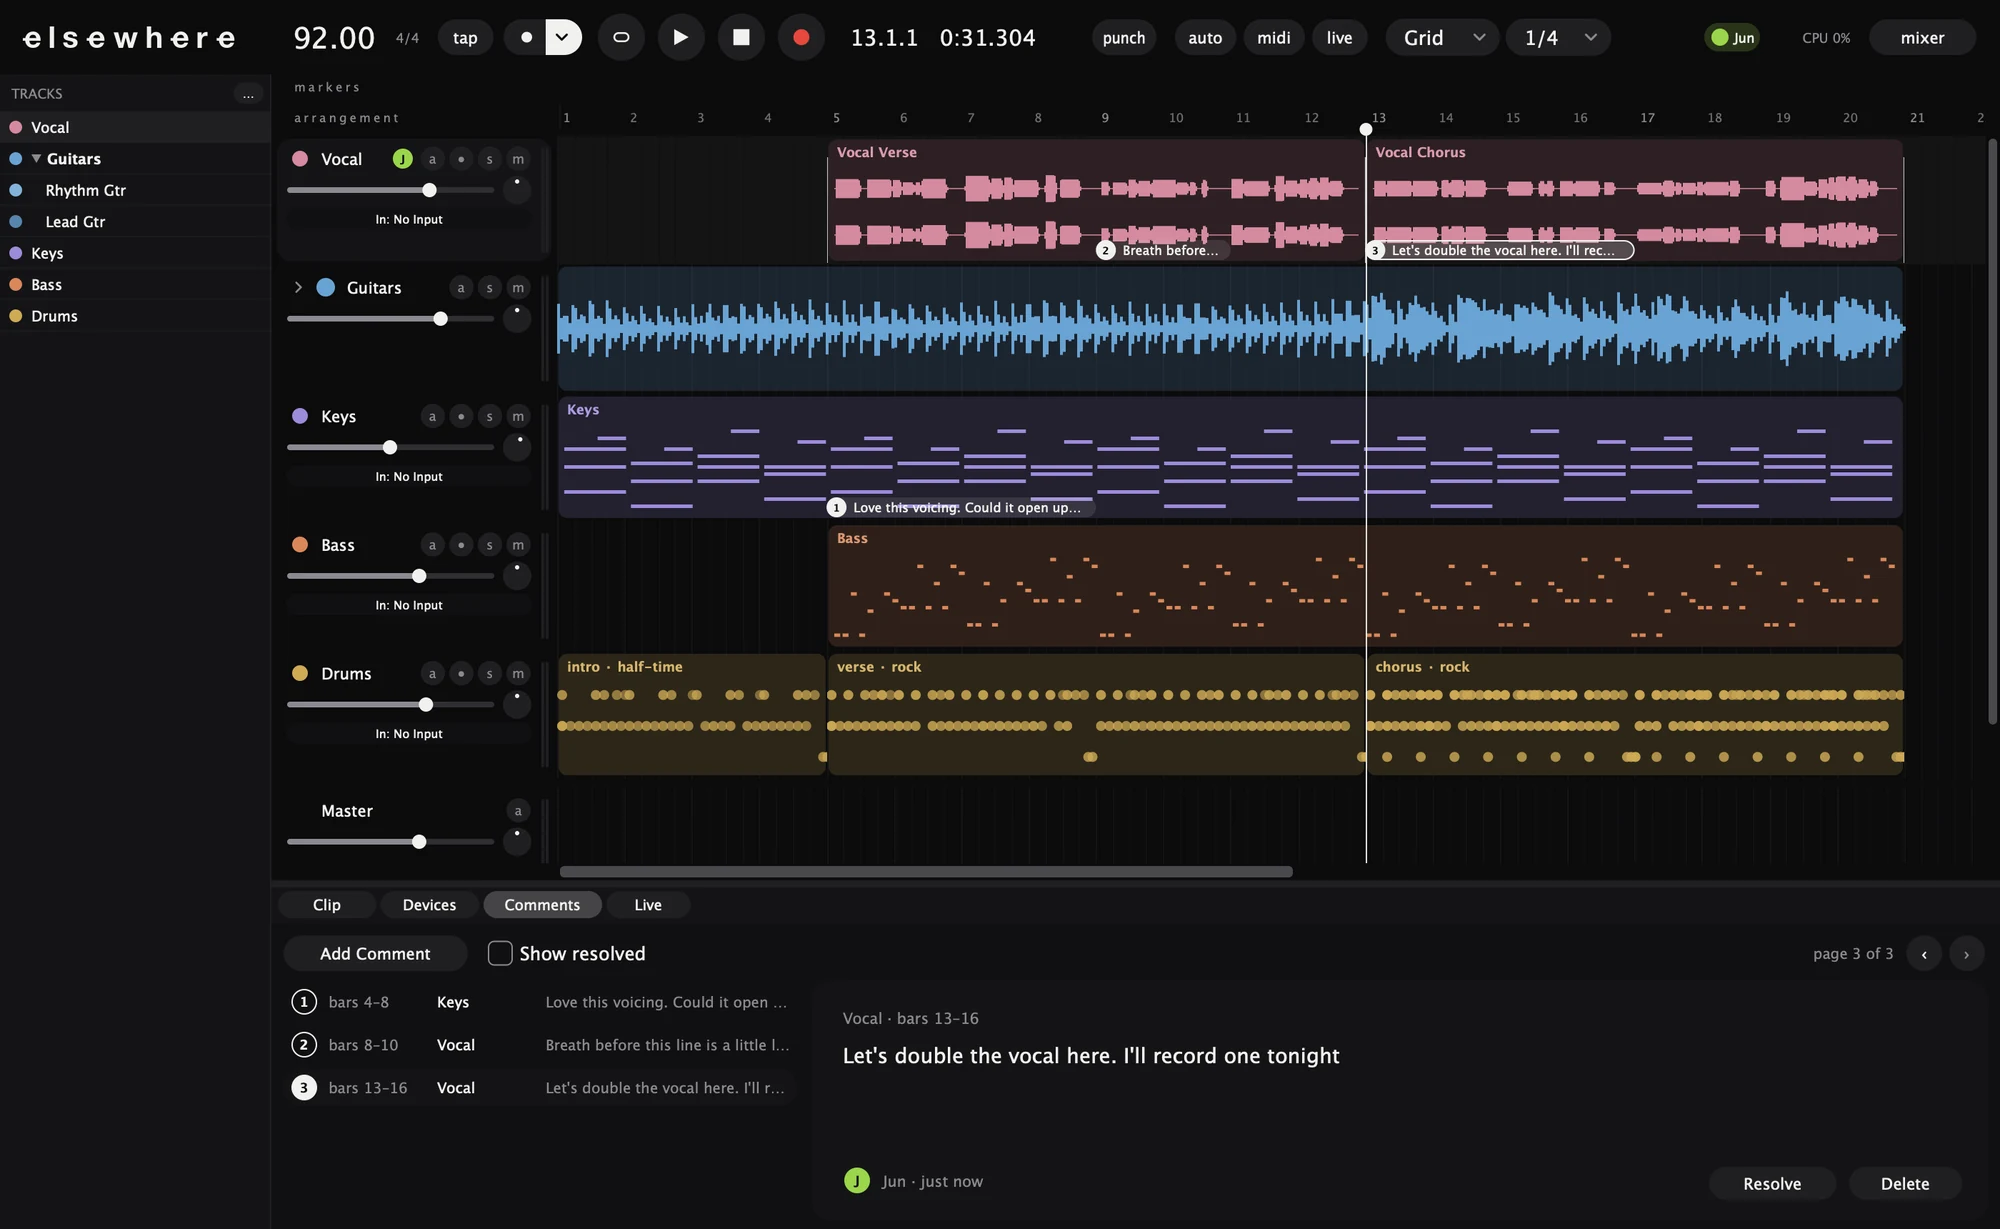 elsewhere
92.00 4/4 tap
13.1.1 0:31.304
punch auto midi live Grid 1/4
Jun CPU 0% mixer
TRACKS ...
Vocal
Guitars
Rhythm Gtr
Lead Gtr
Keys
Bass
Drums
markers
arrangement
1 2 3 4 5 6 7 8 9 10 11 12 13 14 15 16 17 18 19 20 21 2
Vocal J a s m
In: No Input
Vocal Verse
Vocal Chorus
2 Breath before...
3 Let's double the vocal here. I'll rec...
Guitars a s m
Keys a s m
In: No Input
Keys
1 Love this voicing. Could it open up...
Bass a s m
In: No Input
Bass
Drums a s m
In: No Input
intro · half-time
verse · rock
chorus · rock
Master a
Clip Devices Comments Live
Add Comment Show resolved
page 3 of 3 ‹ ›
1 bars 4-8 Keys Love this voicing. Could it open ...
2 bars 8-10 Vocal Breath before this line is a little l...
3 bars 13-16 Vocal Let's double the vocal here. I'll r...
Vocal · bars 13-16
Let's double the vocal here. I'll record one tonight
J Jun · just now
Resolve Delete